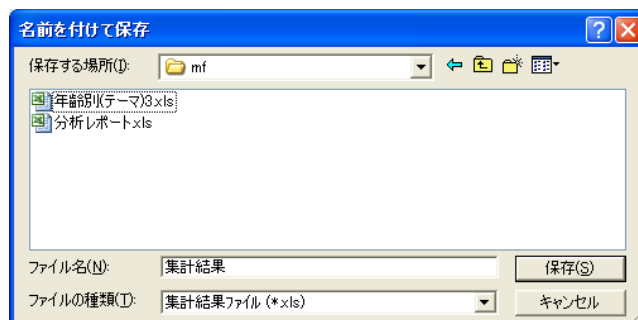 名前を付けて保存
保存する場所(I): mf
年齢別(テーマ)3.xls
分析レポート.xls
ファイル名(N): 集計結果 保存(S)
ファイルの種類(T): 集計結果ファイル (*.xls) キャンセル